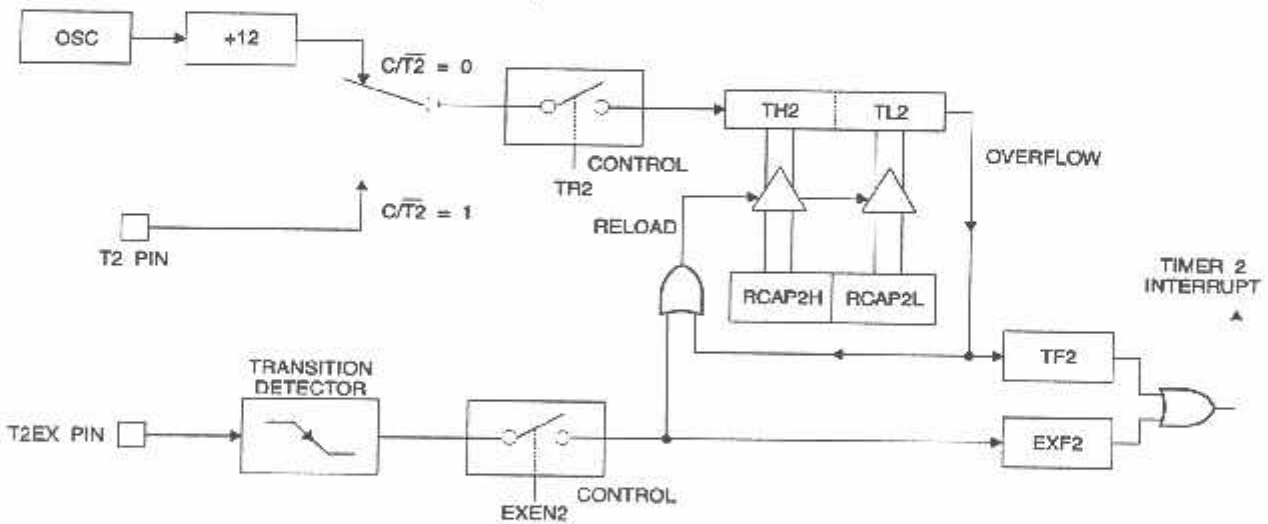 OSC
+12
C/T2 = 0
TH2
TL2
CONTROL
TR2
OVERFLOW
C/T2 = 1
T2 PIN
RELOAD
RCAP2H
RCAP2L
TIMER 2
INTERRUPT
TRANSITION
DETECTOR
TF2
T2EX PIN
EXF2
CONTROL
EXEN2